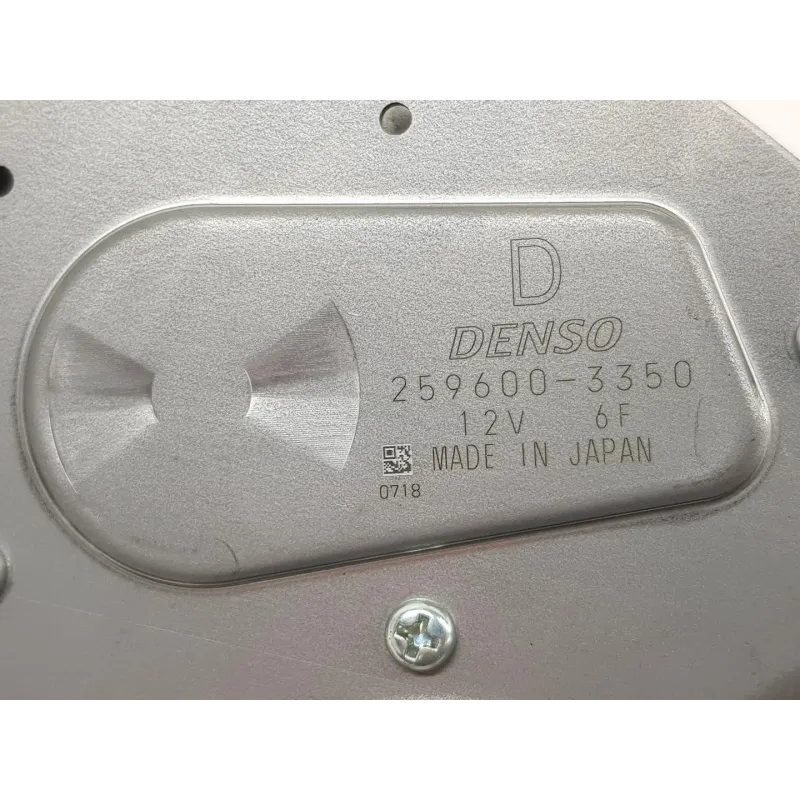 D
DENSO
259600-3350
12V 6F
MADE IN JAPAN
0718